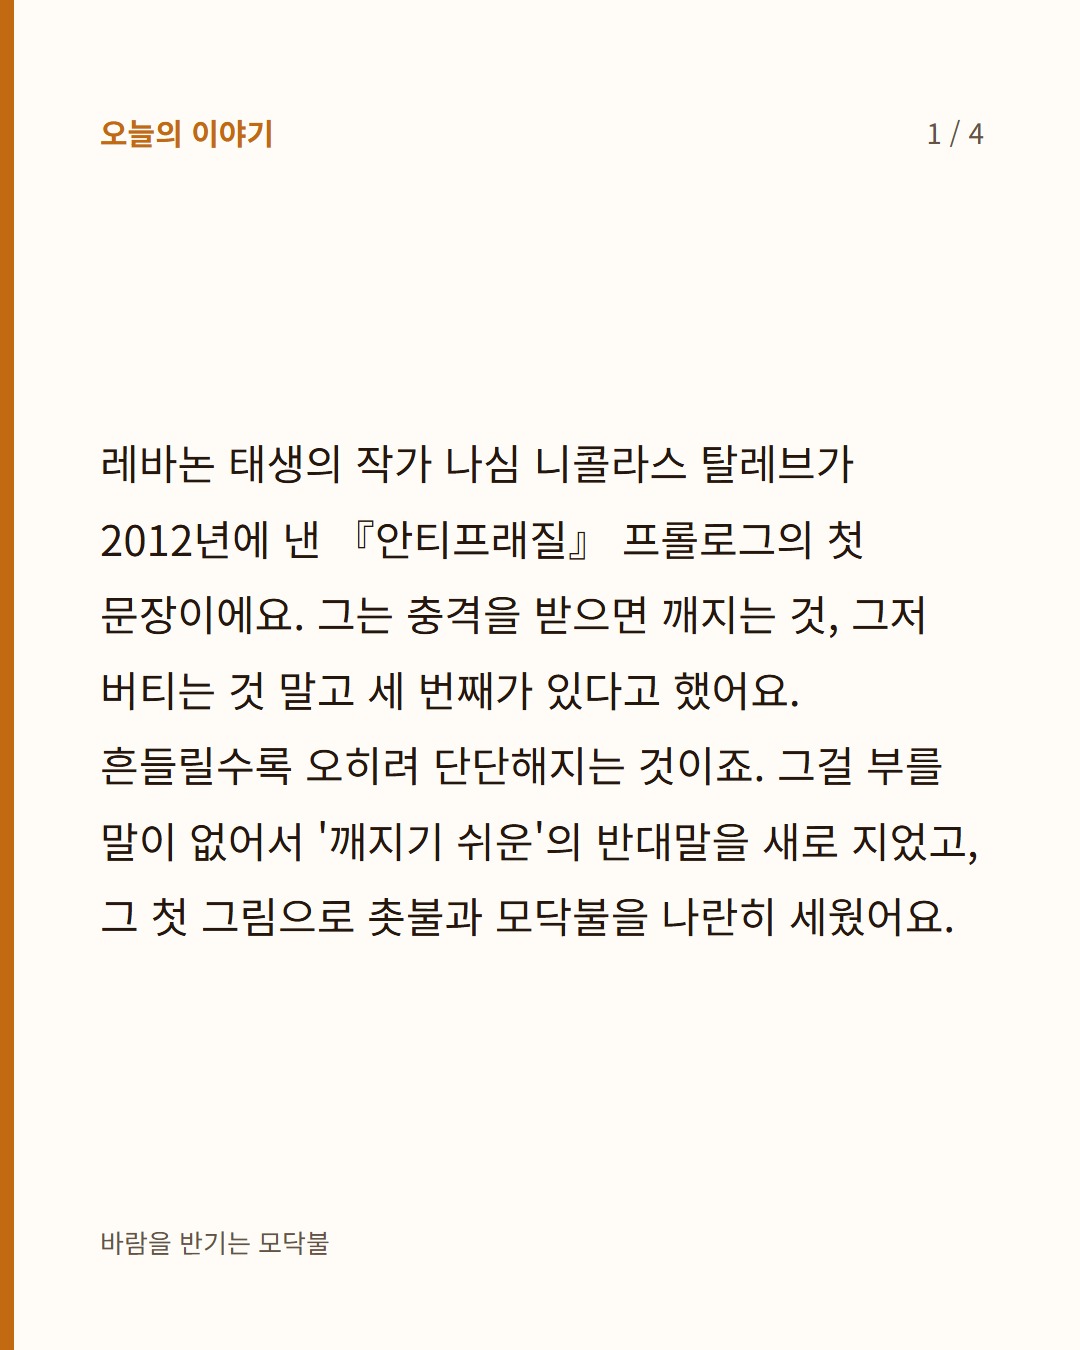 오늘의 이야기
1 / 4
레바논 태생의 작가 나심 니콜라스 탈레브가
2012년에 낸 『안티프래질』 프롤로그의 첫
문장이에요. 그는 충격을 받으면 깨지는 것, 그저
버티는 것 말고 세 번째가 있다고 했어요.
흔들릴수록 오히려 단단해지는 것이죠. 그걸 부를
말이 없어서 '깨지기 쉬운'의 반대말을 새로 지었고,
그 첫 그림으로 촛불과 모닥불을 나란히 세웠어요.
바람을 반기는 모닥불